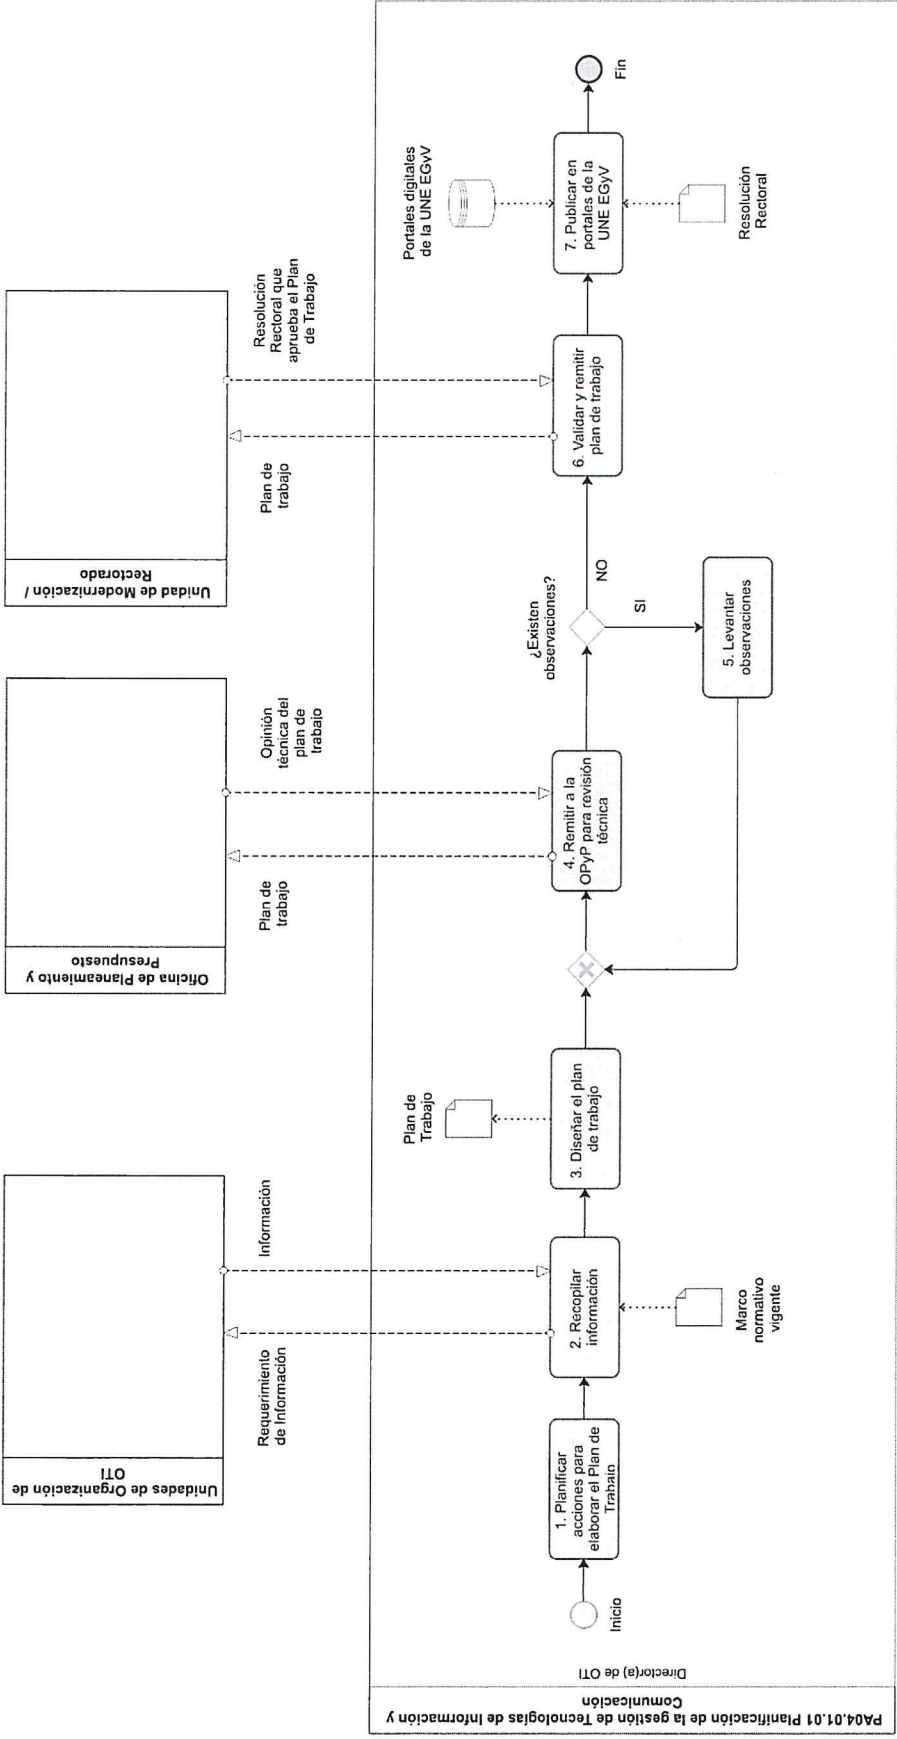 Unidades de Organización de
OTI
Requerimiento
de Información
Información
Oficina de Planeamiento y
Presupuesto
Plan de
trabajo
Opinión
técnica del
plan de
trabajo
Unidad de Modernización /
Rectorado
Plan de
trabajo
Resolución
Rectoral que
aprueba el Plan
de Trabajo
PA04.01.01 Planificación de la gestión de Tecnologías de Información y
Comunicación
Director(a) de OTI
Inicio
1. Planificar
acciones para
elaborar el Plan de
Trabajo
2. Recopilar
información
Marco
normativo
vigente
3. Diseñar el plan
de trabajo
Plan de
Trabajo
4. Remitir a la
OPyP para revisión
técnica
¿Existen
observaciones?
SI
NO
5. Levantar
observaciones
6. Validar y remitir
plan de trabajo
7. Publicar en
portales de la
UNE EGyV
Portales digitales
de la UNE EGyV
Resolución
Rectoral
Fin